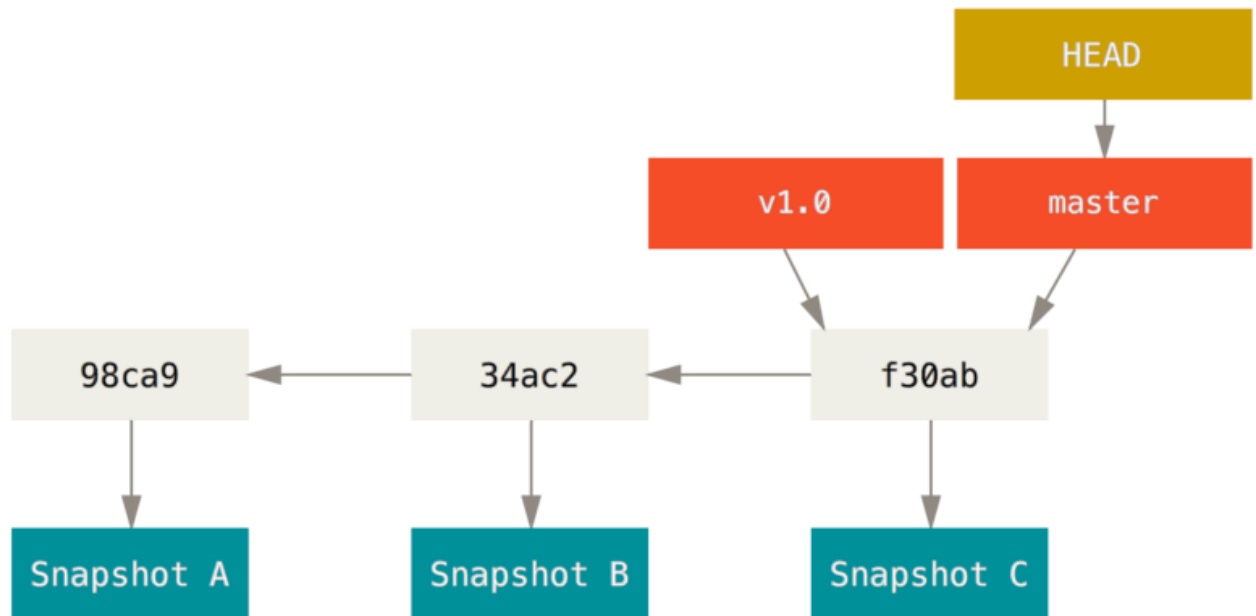 HEAD
v1.0
master
98ca9
34ac2
f30ab
Snapshot A
Snapshot B
Snapshot C